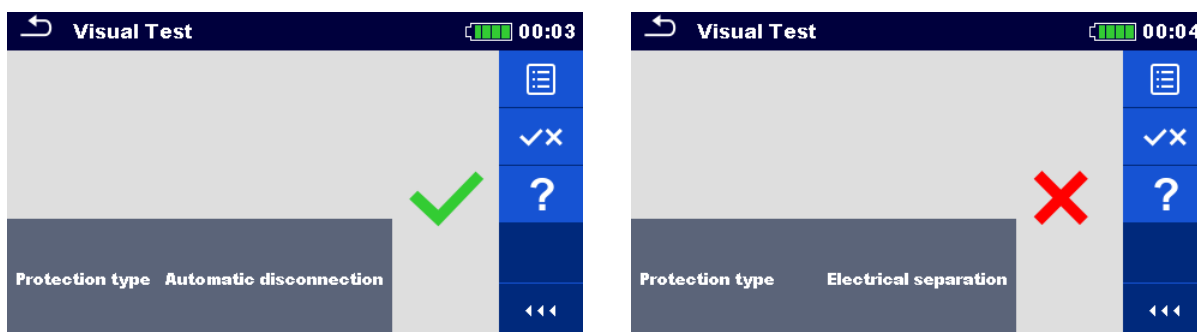 Visual Test 00:03
Protection type Automatic disconnection
?
Visual Test 00:04
Protection type Electrical separation
?